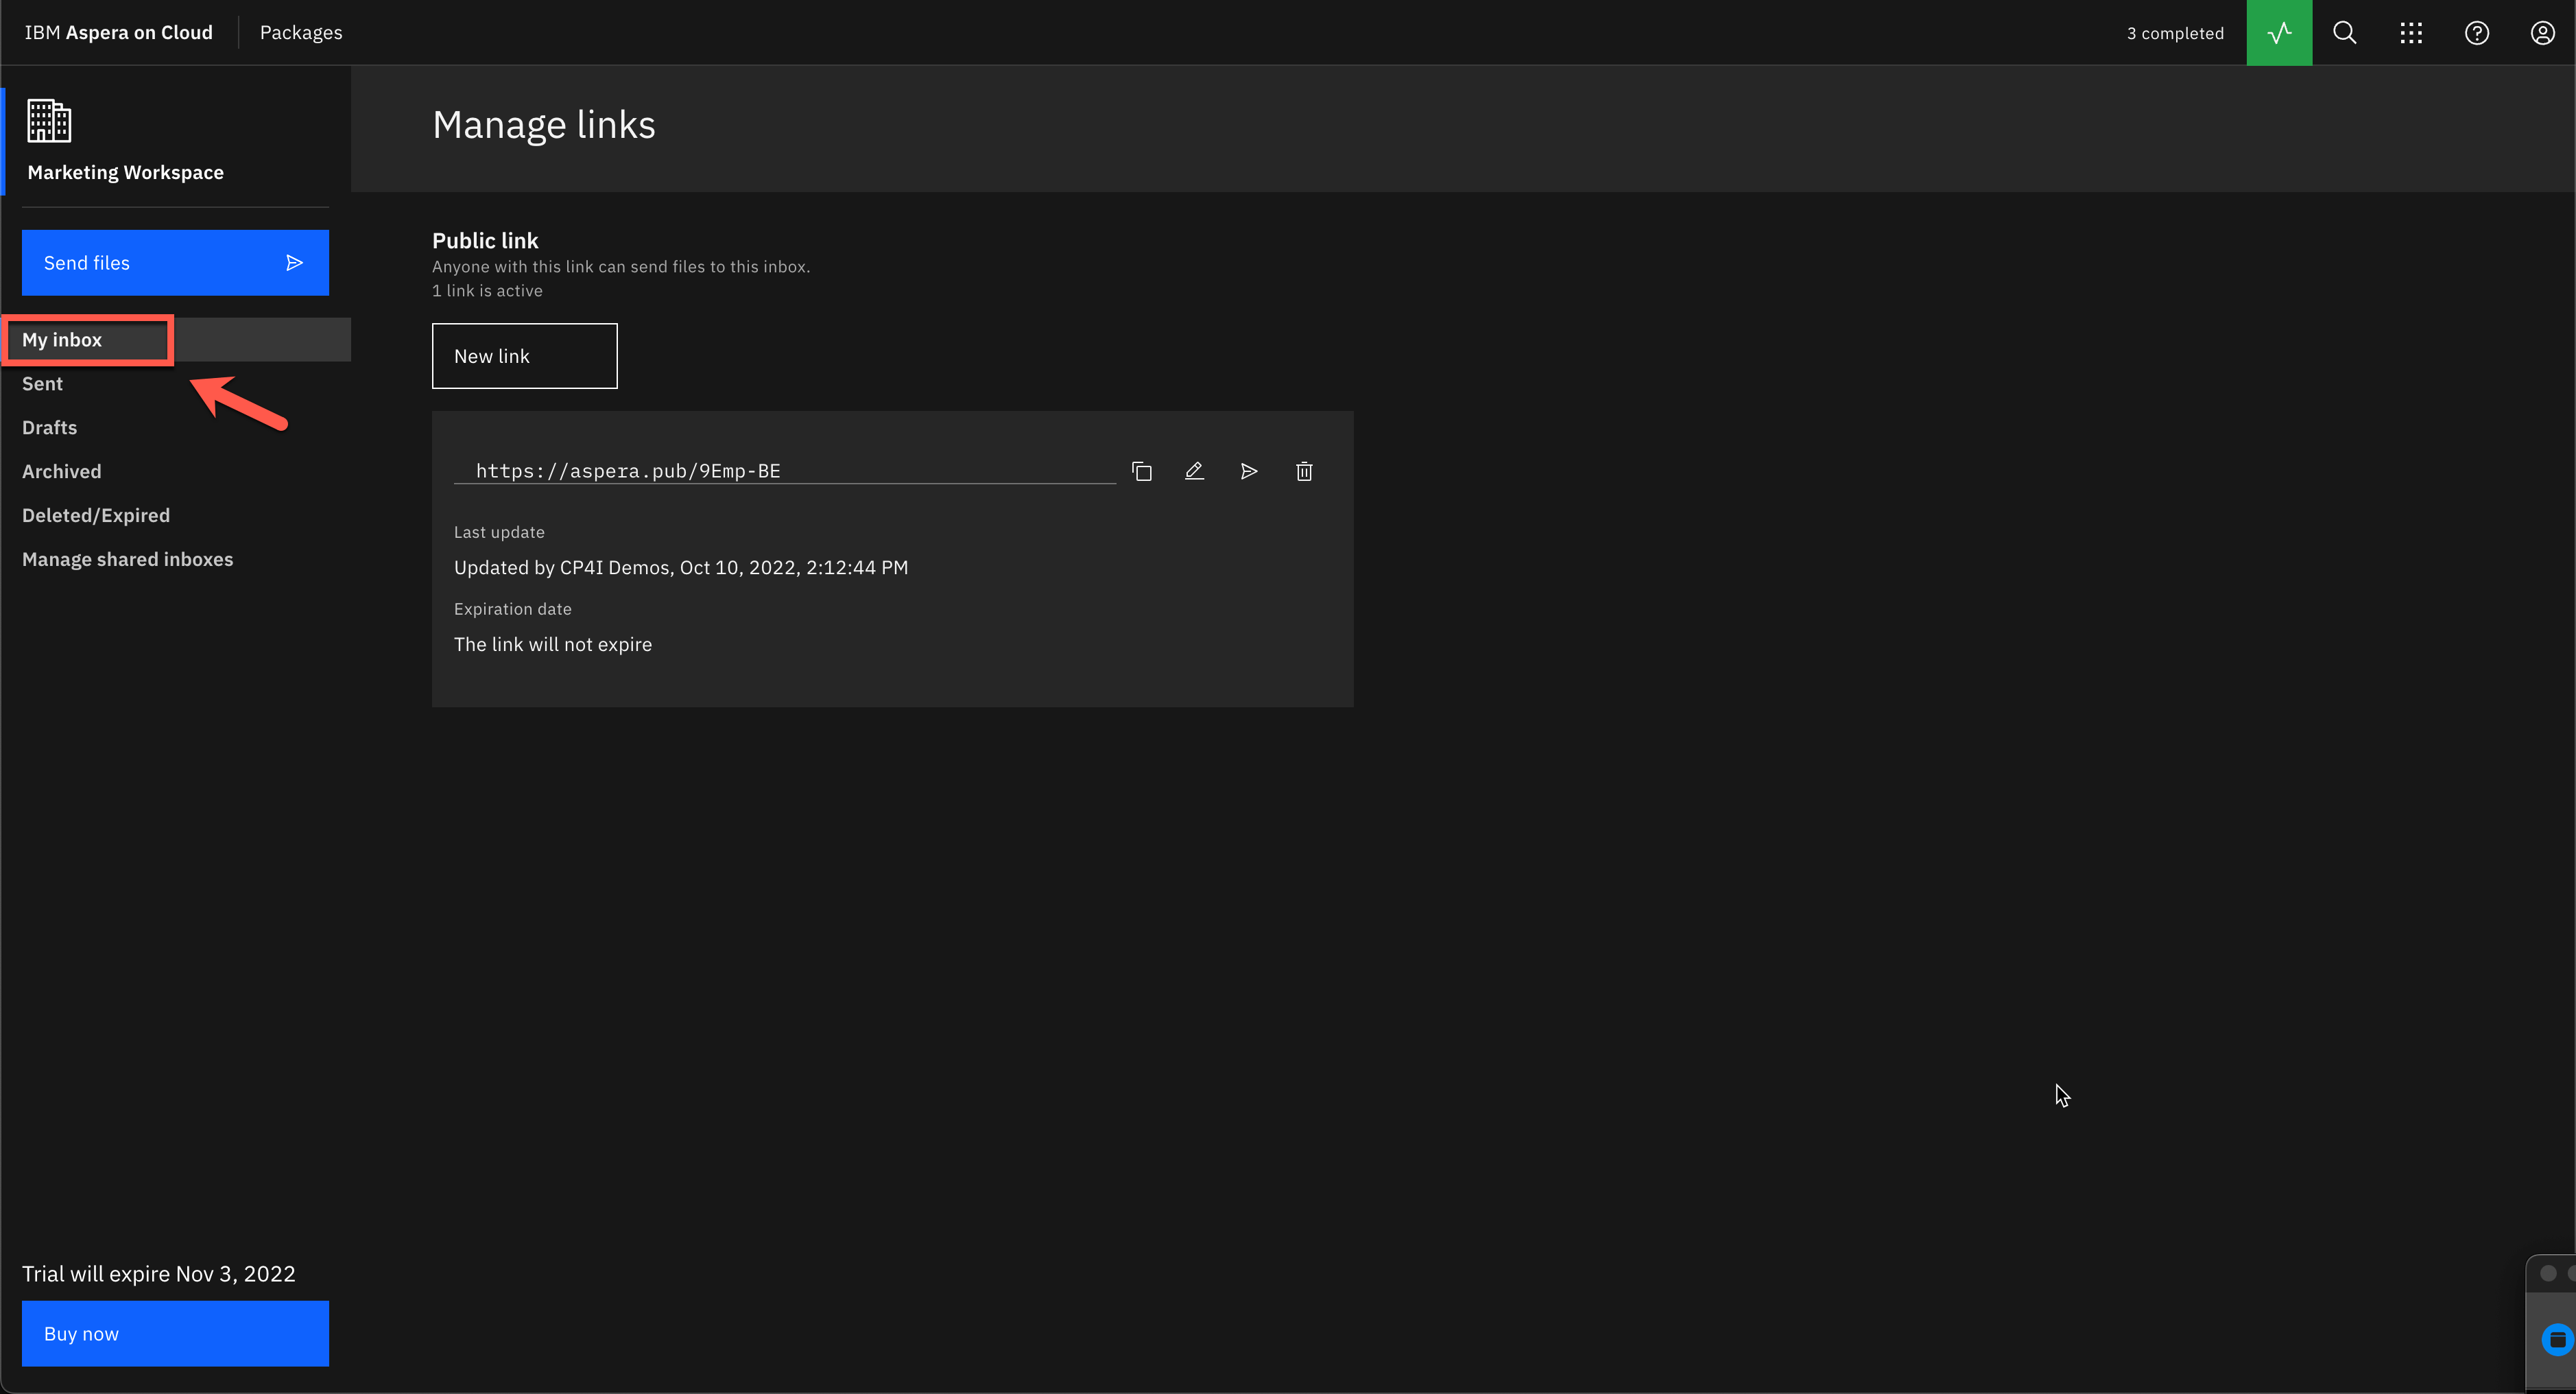 IBM Aspera on Cloud
Packages
3 completed
Marketing Workspace
Send files
My inbox
Sent
Drafts
Archived
Deleted/Expired
Manage shared inboxes
Manage links
Public link
Anyone with this link can send files to this inbox.
1 link is active
New link
https://aspera.pub/9Emp-BE
Last update
Updated by CP4I Demos, Oct 10, 2022, 2:12:44 PM
Expiration date
The link will not expire
Trial will expire Nov 3, 2022
Buy now